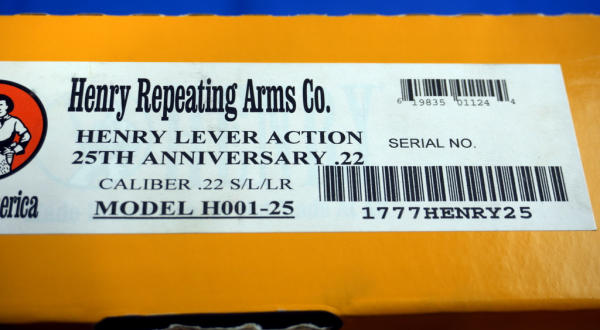 Henry Repeating Arms Co.
6 19835 01124 4
HENRY LEVER ACTION
25TH ANNIVERSARY .22
SERIAL NO.
CALIBER .22 S/L/LR
MODEL H001-25
1777HENRY25
erica